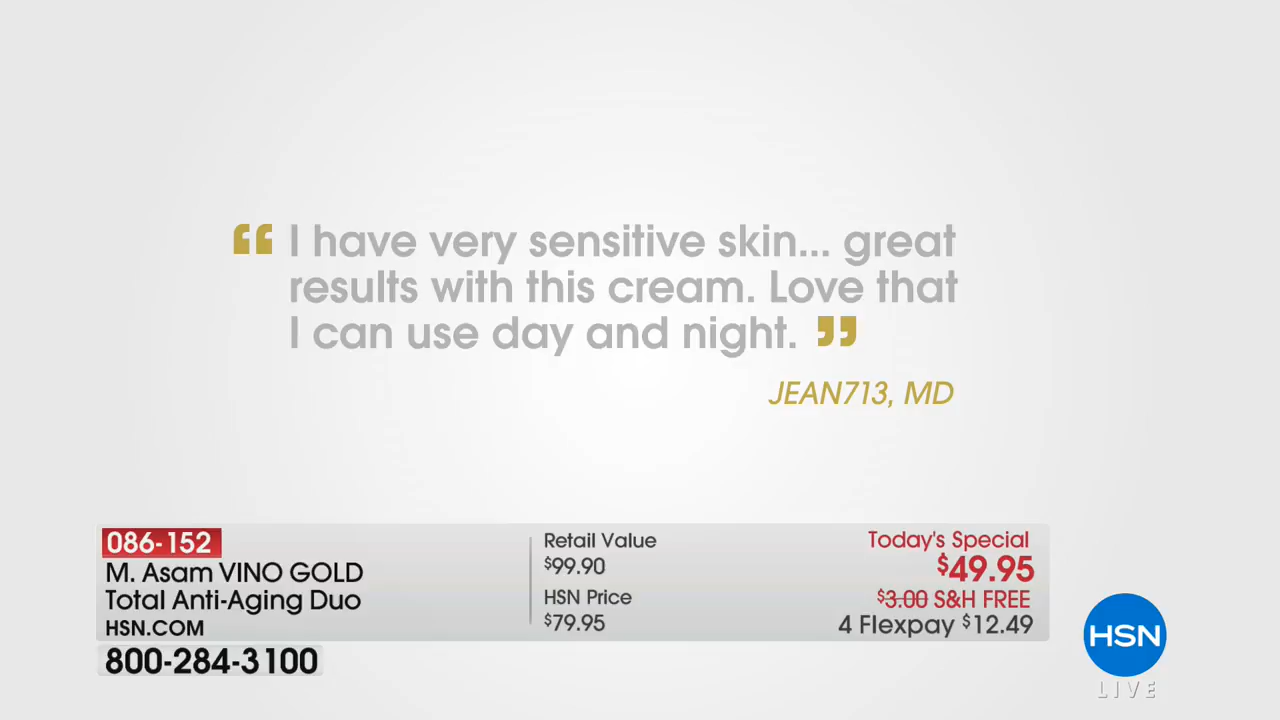 “ I have very sensitive skin... great
results with this cream. Love that
I can use day and night. ”
JEAN713, MD
086-152
M. Asam VINO GOLD
Total Anti-Aging Duo
HSN.COM
800-284-3100
Retail Value
$99.90
HSN Price
$79.95
Today's Special
$49.95
$3.00 S&H FREE
4 Flexpay $12.49
HSN
LIVE